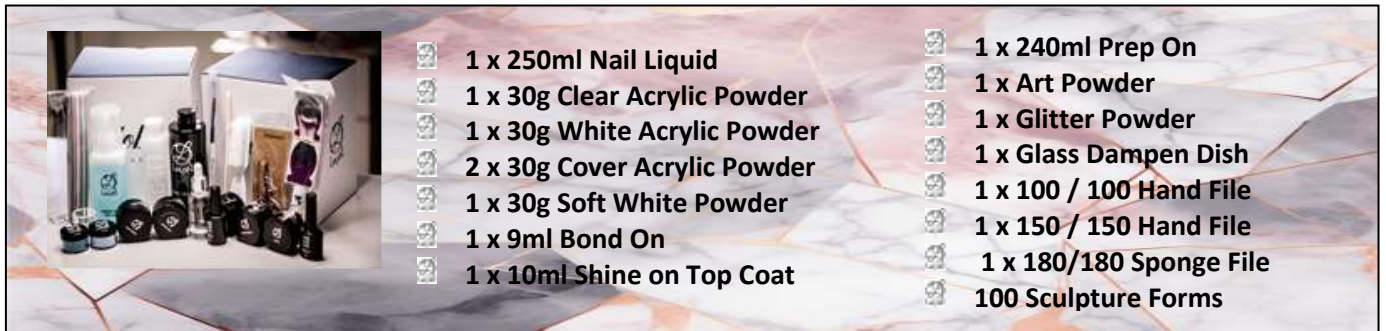 1 x 250ml Nail Liquid
1 x 30g Clear Acrylic Powder
1 x 30g White Acrylic Powder
2 x 30g Cover Acrylic Powder
1 x 30g Soft White Powder
1 x 9ml Bond On
1 x 10ml Shine on Top Coat
1 x 240ml Prep On
1 x Art Powder
1 x Glitter Powder
1 x Glass Dampen Dish
1 x 100 / 100 Hand File
1 x 150 / 150 Hand File
1 x 180/180 Sponge File
100 Sculpture Forms